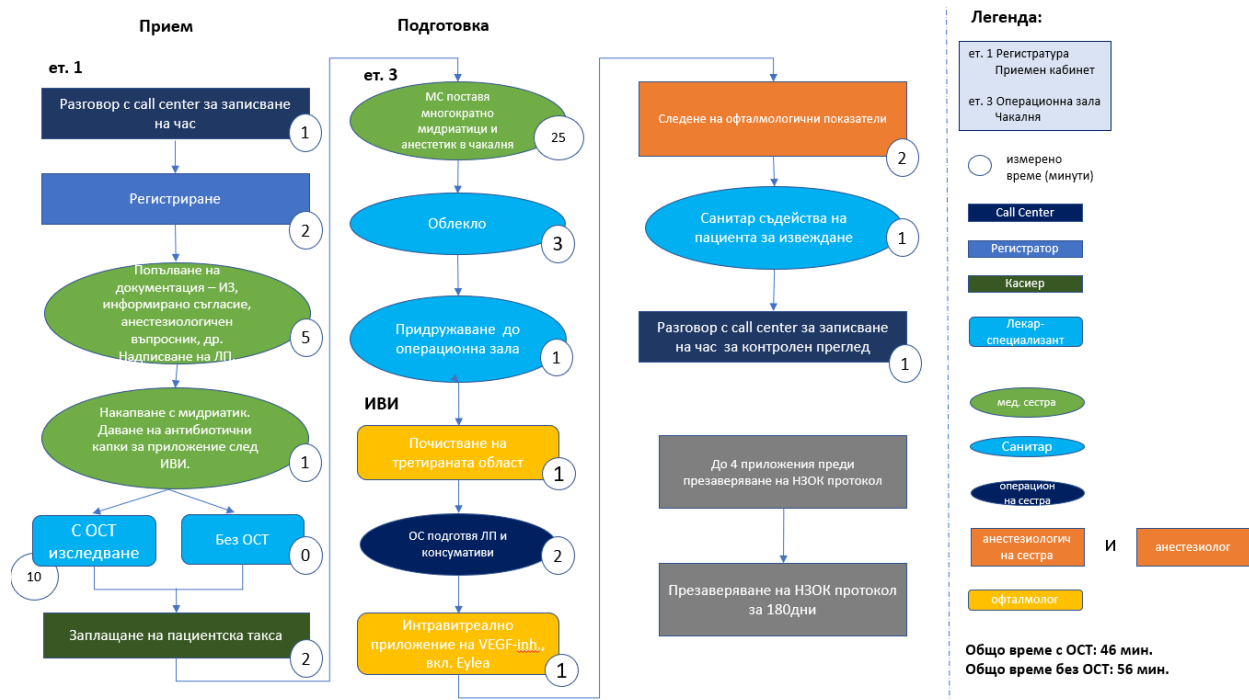 Прием
ет. 1
Разговор с call center за записване
на час
1
Регистриране
2
Попълване на
документация – ИЗ,
информирано съгласие,
анестезиологичен
въпросник, др.
Надписване на ЛП.
5
Накапване с мидриатик.
Даване на антибиотични
капки за приложение след
ИВИ.
1
С ОСТ
изследване
10
Без ОСТ
0
Заплащане на пациентска такса
2
Подготовка
ет. 3
МС поставя
многократно
мидриатици и
анестетик в чакалня
25
Облекло
3
Придружаване до
операционна зала
1
ИВИ
Почистване на
третираната област
1
ОС подготвя ЛП и
консумативи
2
Интравитреално
приложение на VEGF-inh.,
вкл. Eylea
1
Следене на офталмологични показатели
2
Санитар съдейства на
пациента за извеждане
1
Разговор с call center за записване
на час за контролен преглед
1
До 4 приложения преди
презаверяване на НЗОК протокол
Презаверяване на НЗОК протокол
за 180дни
Легенда:
ет. 1 Регистратура
Приемен кабинет
ет. 3 Операционна зала
Чакалня
измерено
време (минути)
Call Center
Регистратор
Касиер
Лекар-
специализант
мед. сестра
Санитар
операцион
на сестра
анестезиологич
на сестра
И
анестезиолог
офталмолог
Общо време с ОСТ: 46 мин.
Общо време без ОСТ: 56 мин.